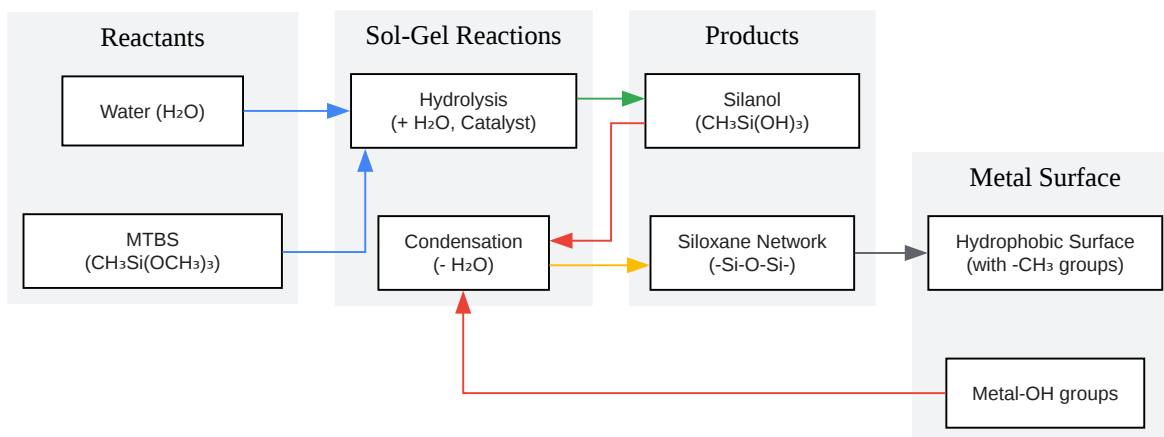 Reactants
Water (H₂O)
MTBS
(CH₃Si(OCH₃)₃)
Sol-Gel Reactions
Hydrolysis
(+ H₂O, Catalyst)
Condensation
(- H₂O)
Products
Silanol
(CH₃Si(OH)₃)
Siloxane Network
(-Si-O-Si-)
Metal Surface
Hydrophobic Surface
(with -CH₃ groups)
Metal-OH groups